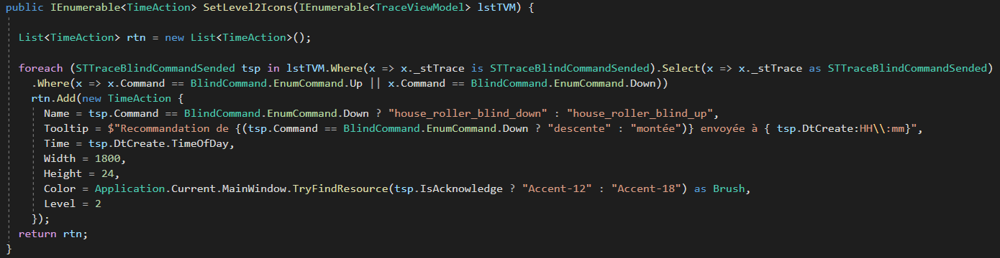 public IEnumerable<TimeAction> SetLevel2Icons(IEnumerable<TraceViewModel> lstTVM) {
List<TimeAction> rtn = new List<TimeAction>();
foreach (STTraceBlindCommandSended tsp in lstTVM.Where(x => x._stTrace is STTraceBlindCommandSended).Select(x => x._stTrace as STTraceBlindCommandSended)
.Where(x => x.Command == BlindCommand.EnumCommand.Up || x.Command == BlindCommand.EnumCommand.Down))
rtn.Add(new TimeAction {
Name = tsp.Command == BlindCommand.EnumCommand.Down ? "house_roller_blind_down" : "house_roller_blind_up",
Tooltip = $"Recommandation de {(tsp.Command == BlindCommand.EnumCommand.Down ? "descente" : "montée")} envoyée à { tsp.DtCreate:HH\\:mm}",
Time = tsp.DtCreate.TimeOfDay,
Width = 1800,
Height = 24,
Color = Application.Current.MainWindow.TryFindResource(tsp.IsAcknowledge ? "Accent-12" : "Accent-18") as Brush,
Level = 2
});
return rtn;
}